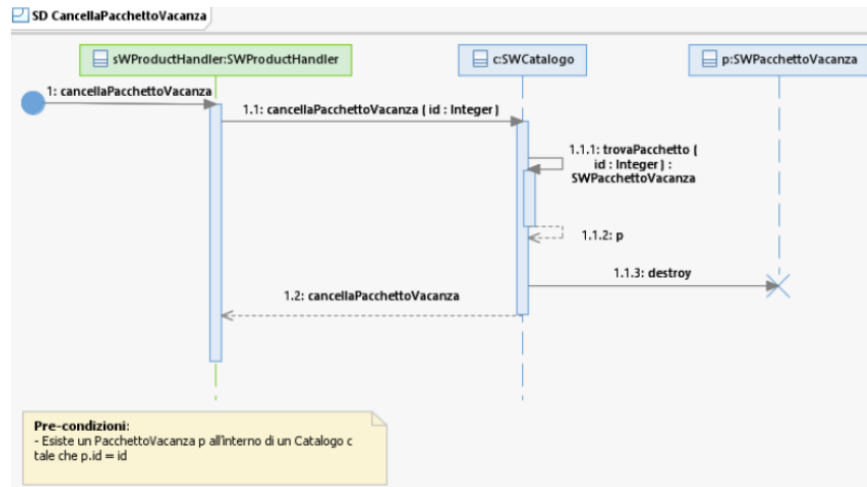 SD CancellaPacchettoVacanza
sWProductHandler:SWProductHandler
c:SWCatalogo
p:SWPacchettoVacanza
1: cancellaPacchettoVacanza
1.1: cancellaPacchettoVacanza ( id : Integer )
1.1.1: trovaPacchetto (
id : Integer ) :
SWPacchettoVacanza
1.1.2: p
1.1.3: destroy
1.2: cancellaPacchettoVacanza
Pre-condizioni:
- Esiste un PacchettoVacanza p all'interno di un Catalogo c
tale che p.id = id